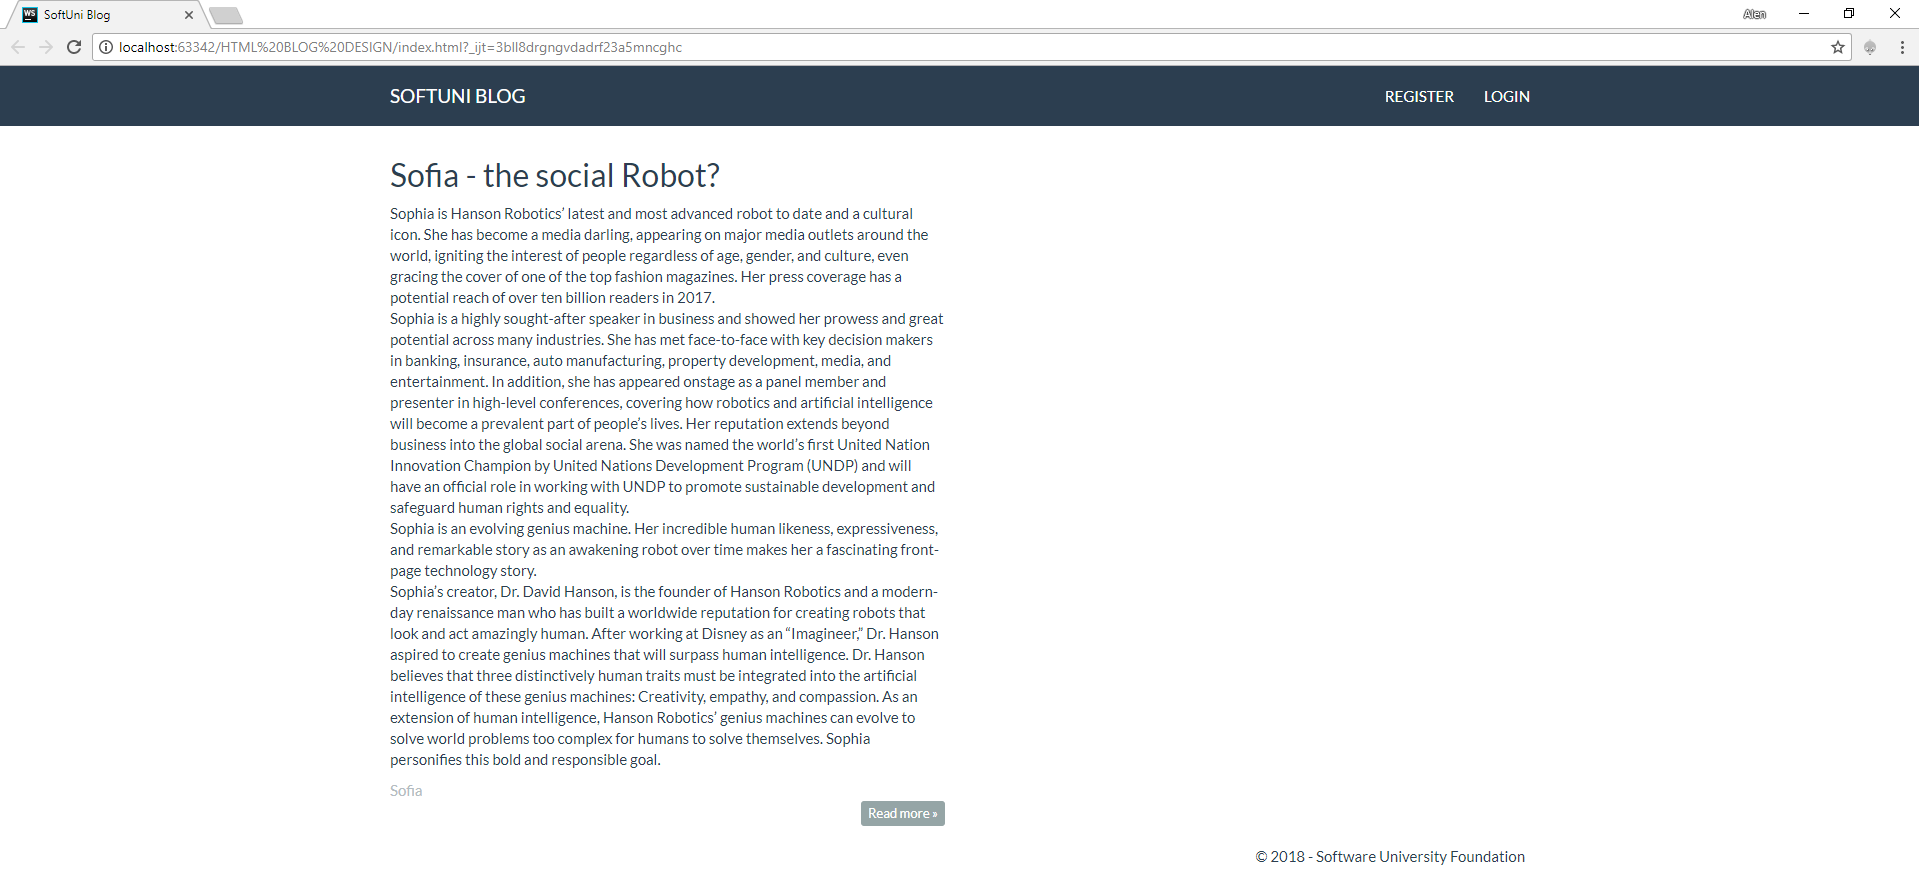 WS SoftUni Blog
Alen
localhost:63342/HTML%20BLOG%20DESIGN/index.html?_ijt=3bll8drgngvdadrf23a5mncghc
SOFTUNI BLOG REGISTER LOGIN
Sofia - the social Robot?
Sophia is Hanson Robotics’ latest and most advanced robot to date and a cultural
icon. She has become a media darling, appearing on major media outlets around the
world, igniting the interest of people regardless of age, gender, and culture, even
gracing the cover of one of the top fashion magazines. Her press coverage has a
potential reach of over ten billion readers in 2017.
Sophia is a highly sought-after speaker in business and showed her prowess and great
potential across many industries. She has met face-to-face with key decision makers
in banking, insurance, auto manufacturing, property development, media, and
entertainment. In addition, she has appeared onstage as a panel member and
presenter in high-level conferences, covering how robotics and artificial intelligence
will become a prevalent part of people’s lives. Her reputation extends beyond
business into the global social arena. She was named the world’s first United Nation
Innovation Champion by United Nations Development Program (UNDP) and will
have an official role in working with UNDP to promote sustainable development and
safeguard human rights and equality.
Sophia is an evolving genius machine. Her incredible human likeness, expressiveness,
and remarkable story as an awakening robot over time makes her a fascinating front-
page technology story.
Sophia’s creator, Dr. David Hanson, is the founder of Hanson Robotics and a modern-
day renaissance man who has built a worldwide reputation for creating robots that
look and act amazingly human. After working at Disney as an “Imagineer,” Dr. Hanson
aspired to create genius machines that will surpass human intelligence. Dr. Hanson
believes that three distinctively human traits must be integrated into the artificial
intelligence of these genius machines: Creativity, empathy, and compassion. As an
extension of human intelligence, Hanson Robotics’ genius machines can evolve to
solve world problems too complex for humans to solve themselves. Sophia
personifies this bold and responsible goal.
Sofia
Read more »
© 2018 - Software University Foundation